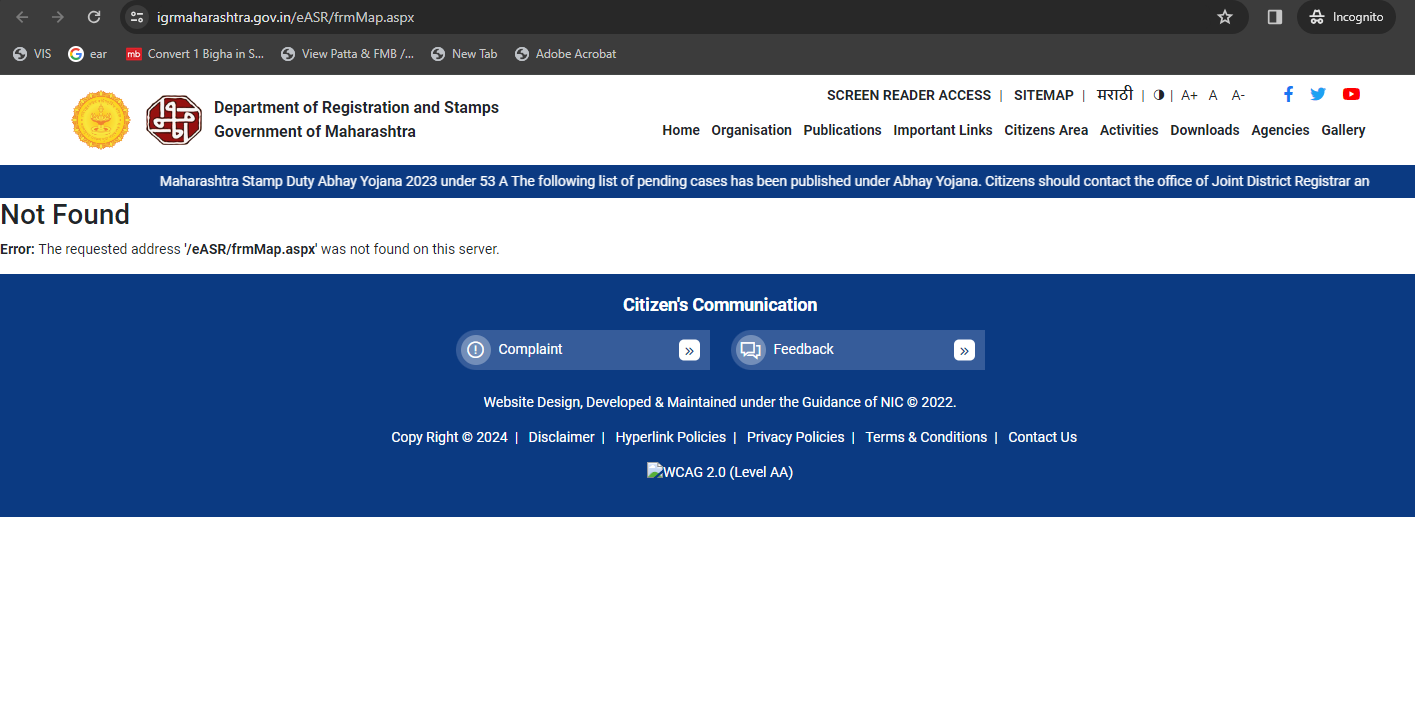 igrmaharashtra.gov.in/eASR/frmMap.aspx
Incognito
VIS
ear
mb Convert 1 Bigha in S...
View Patta & FMB /...
New Tab
Adobe Acrobat
SCREEN READER ACCESS | SITEMAP | मराठी | A+ A A-
Department of Registration and Stamps
Government of Maharashtra
Home Organisation Publications Important Links Citizens Area Activities Downloads Agencies Gallery
Maharashtra Stamp Duty Abhay Yojana 2023 under 53 A The following list of pending cases has been published under Abhay Yojana. Citizens should contact the office of Joint District Registrar an
Not Found
Error: The requested address '/eASR/frmMap.aspx' was not found on this server.
Citizen's Communication
Complaint »
Feedback »
Website Design, Developed & Maintained under the Guidance of NIC © 2022.
Copy Right © 2024 | Disclaimer | Hyperlink Policies | Privacy Policies | Terms & Conditions | Contact Us
WCAG 2.0 (Level AA)